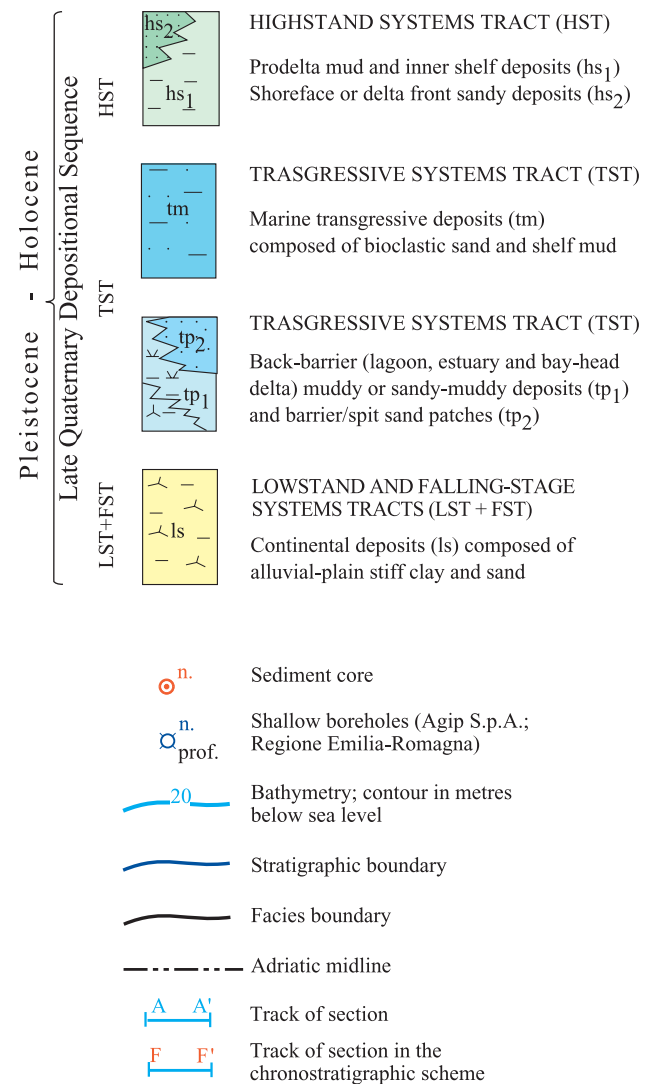 Pleistocene - Holocene
Late Quaternary Depositional Sequence
HST
hs2
hs1
HIGHSTAND SYSTEMS TRACT (HST)
Prodelta mud and inner shelf deposits (hs1)
Shoreface or delta front sandy deposits (hs2)
TST
tm
TRASGRESSIVE SYSTEMS TRACT (TST)
Marine transgressive deposits (tm)
composed of bioclastic sand and shelf mud
tp2
tp1
TRASGRESSIVE SYSTEMS TRACT (TST)
Back-barrier (lagoon, estuary and bay-head
delta) muddy or sandy-muddy deposits (tp1)
and barrier/spit sand patches (tp2)
LST+FST
ls
LOWSTAND AND FALLING-STAGE
SYSTEMS TRACTS (LST + FST)
Continental deposits (ls) composed of
alluvial-plain stiff clay and sand
n.
Sediment core
n.
prof.
Shallow boreholes (Agip S.p.A.;
Regione Emilia-Romagna)
20
Bathymetry; contour in metres
below sea level
Stratigraphic boundary
Facies boundary
Adriatic midline
A A'
Track of section
F F'
Track of section in the
chronostratigraphic scheme